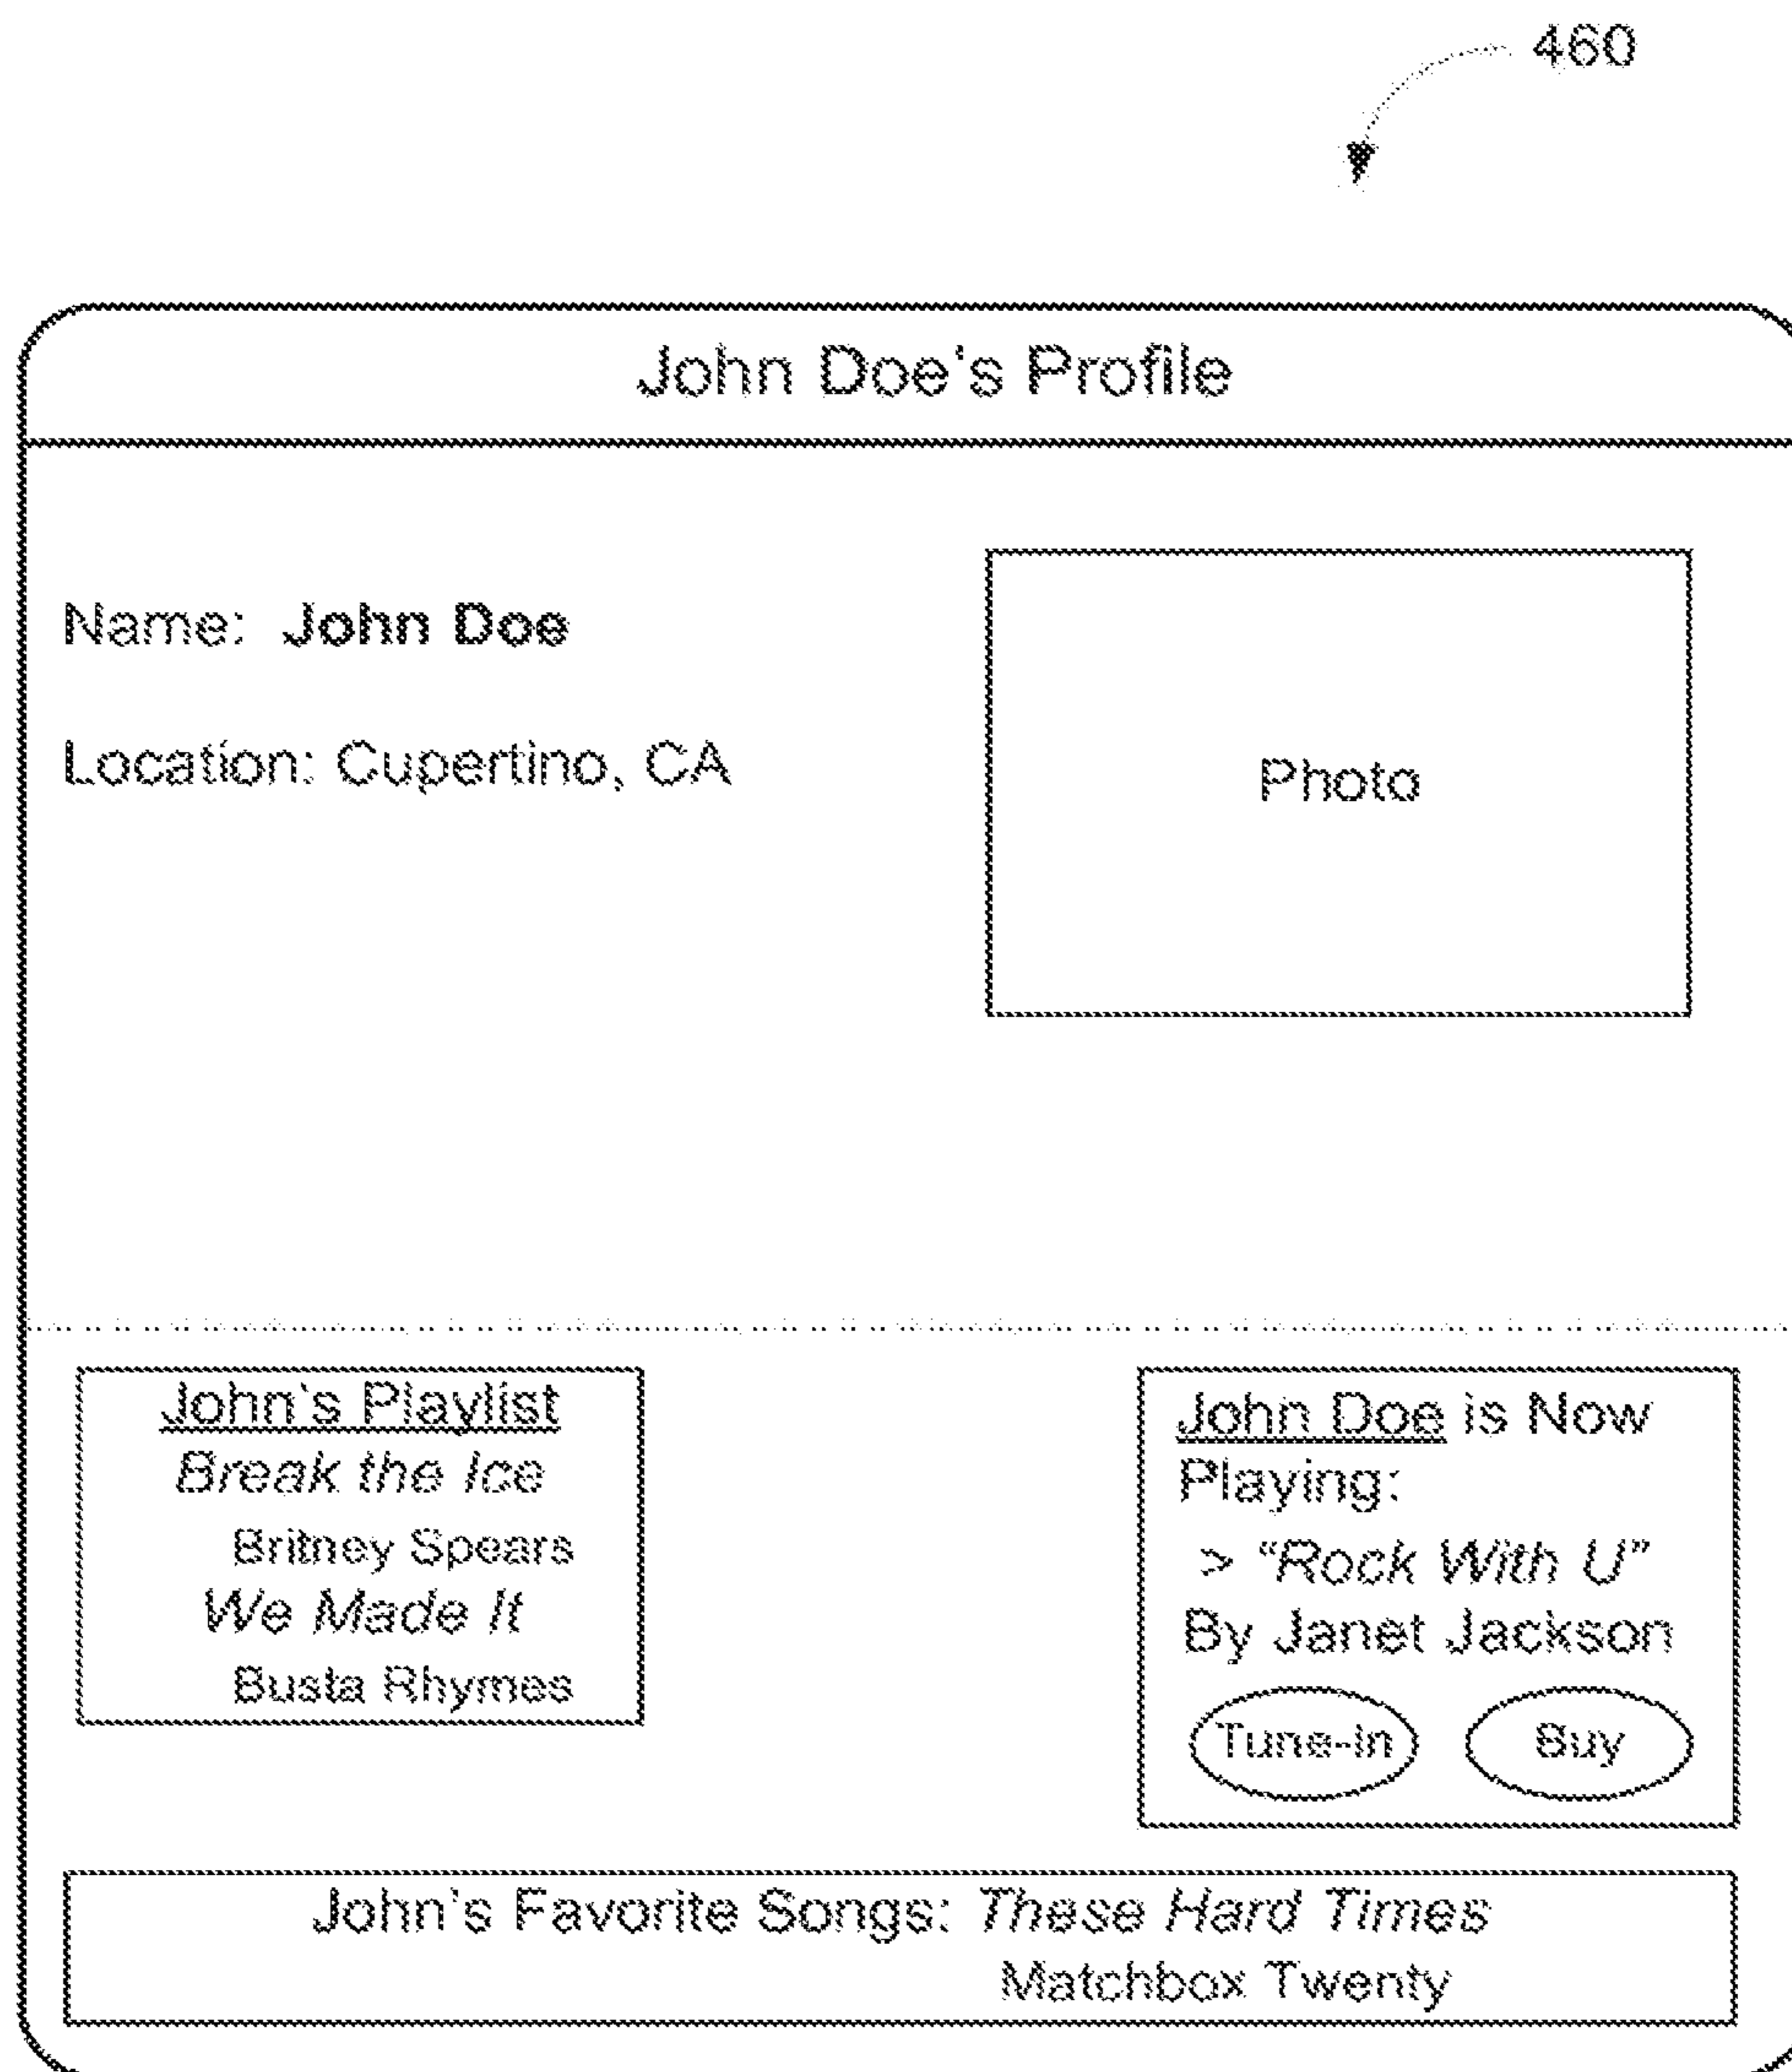 460
John Doe's Profile
Name: John Doe
Location: Cupertino, CA
Photo
John's Playlist
Break the Ice
Britney Spears
We Made It
Busta Rhymes
John Doe is Now
Playing:
> “Rock With U”
By Janet Jackson
Tune-in
Buy
John's Favorite Songs: These Hard Times
Matchbox Twenty